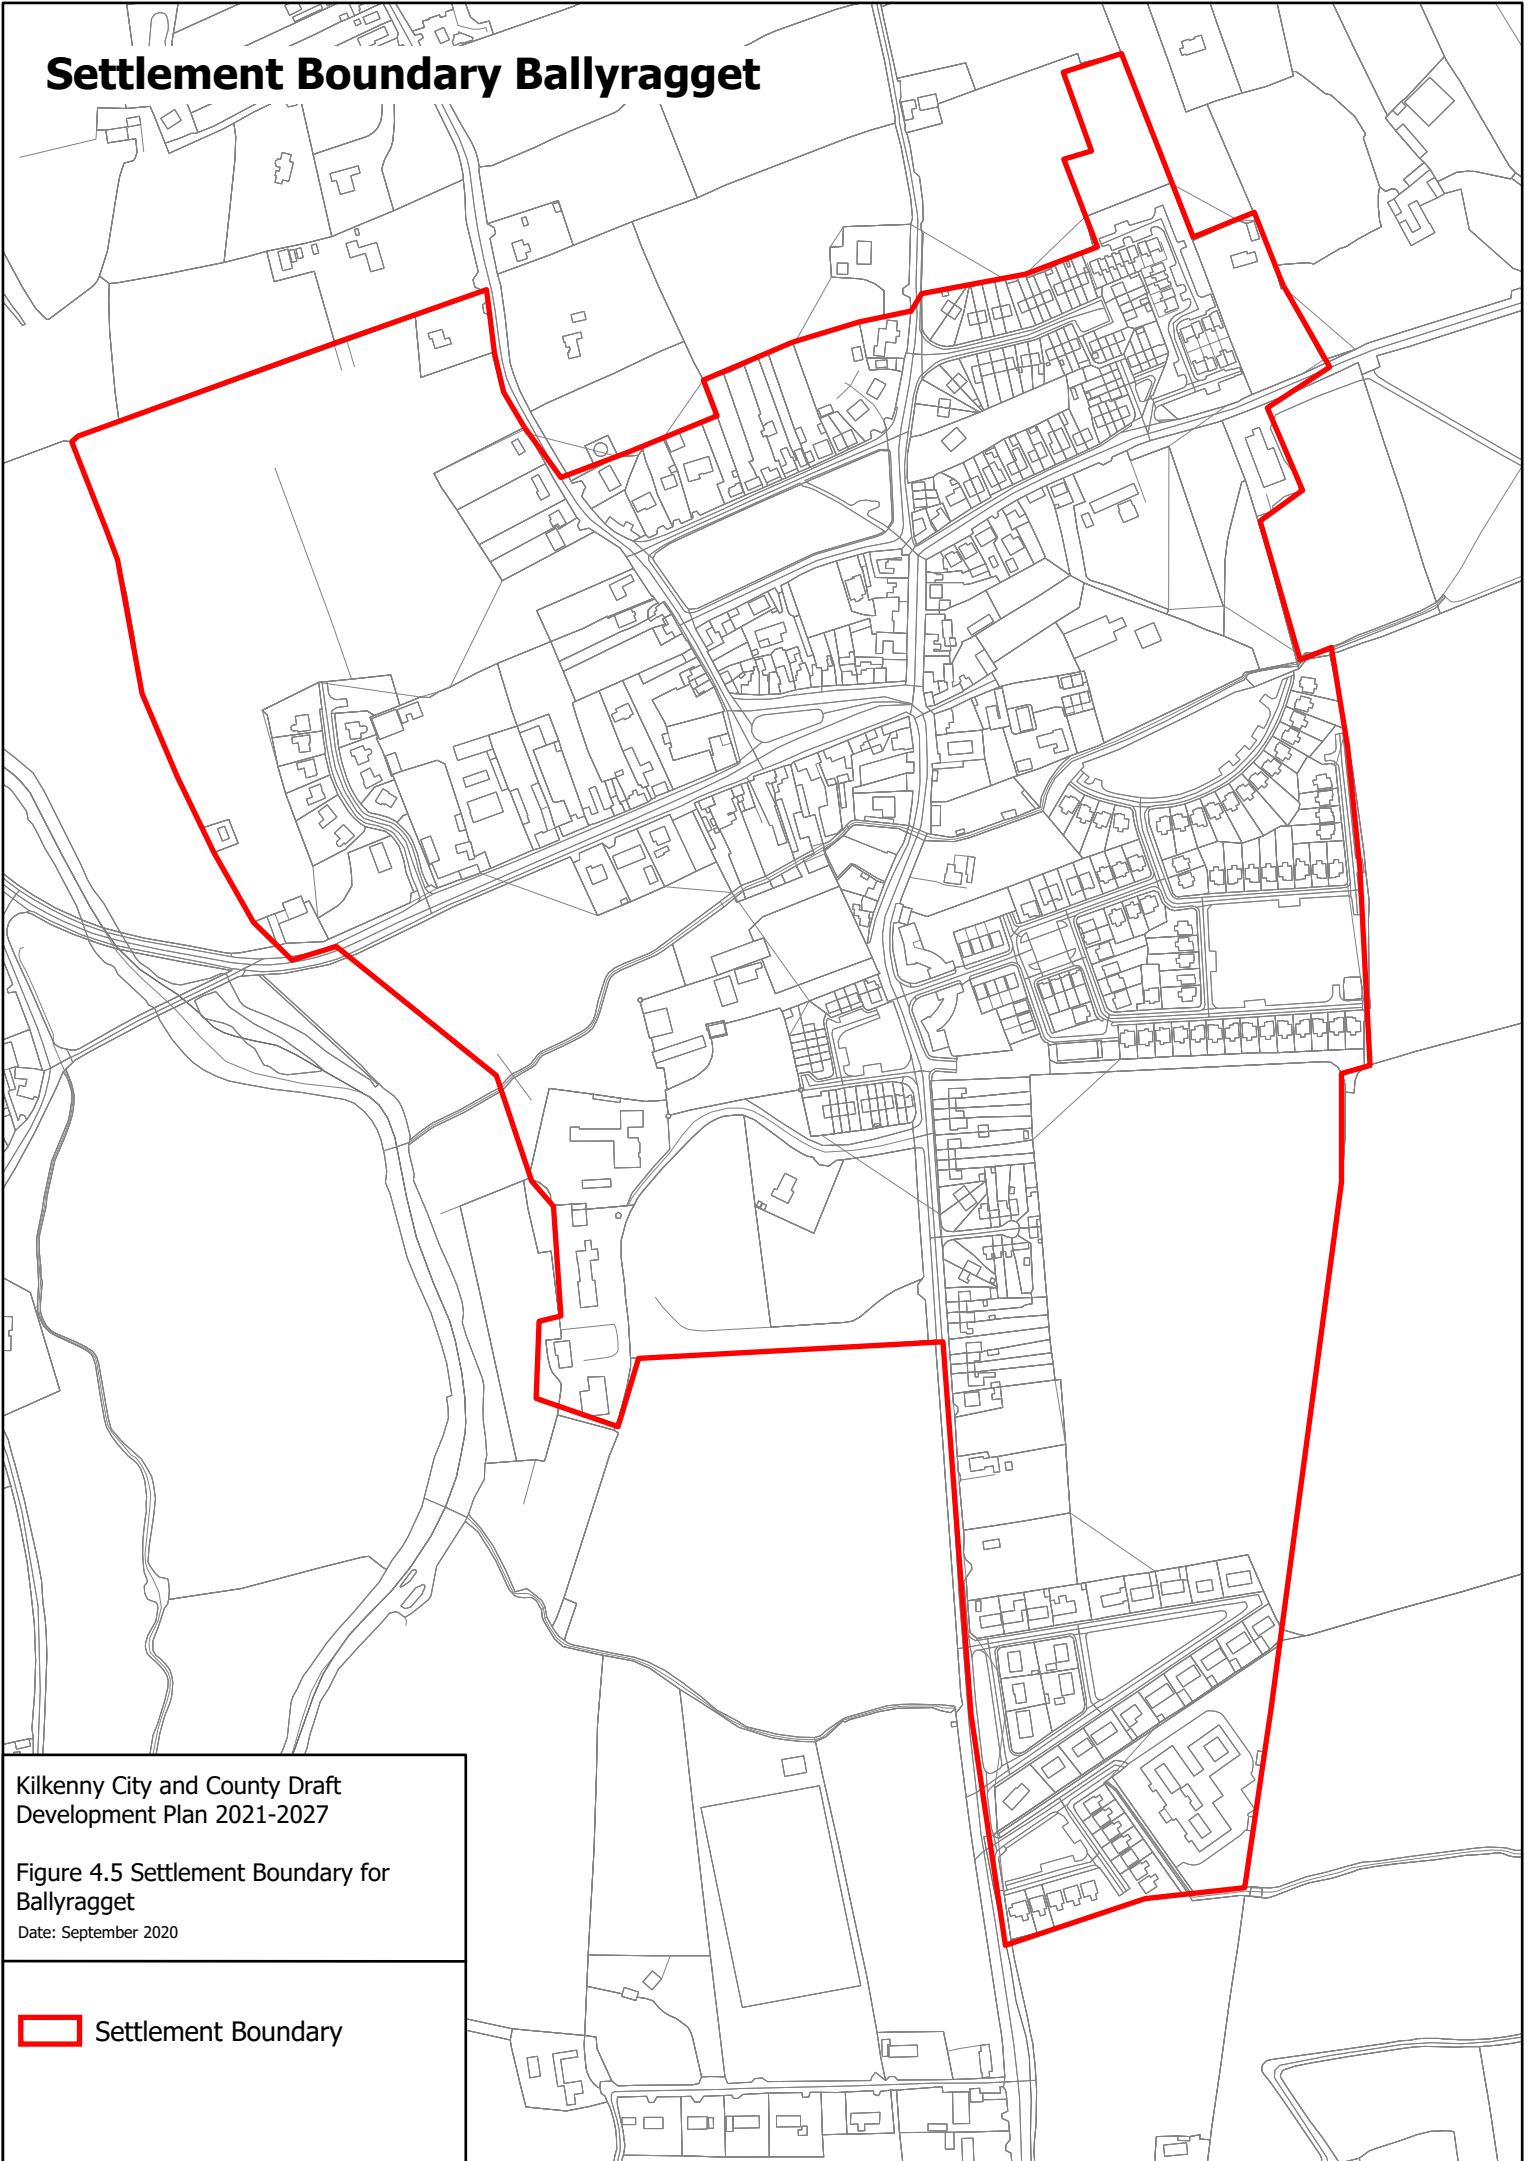 Settlement Boundary Ballyragget
Kilkenny City and County Draft
Development Plan 2021-2027
Figure 4.5 Settlement Boundary for
Ballyragget
Date: September 2020
Settlement Boundary